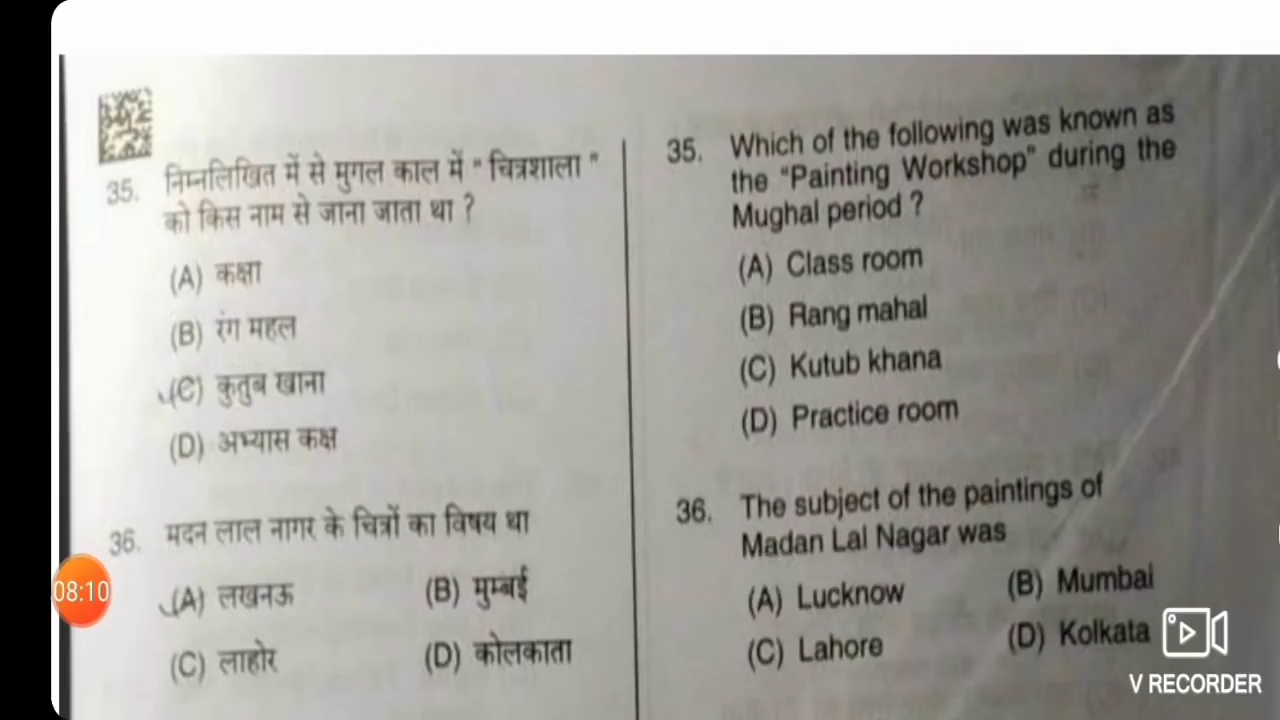 35. निम्नलिखित में से मुगल काल में " चित्रशाला "
को किस नाम से जाना जाता था ?
(A) कक्षा
(B) रंग महल
(C) कुतुब खाना
(D) अभ्यास कक्ष
36. मदन लाल नागर के चित्रों का विषय था
(A) लखनऊ (B) मुम्बई
(C) लाहोर (D) कोलकाता
35. Which of the following was known as
the "Painting Workshop" during the
Mughal period ?
(A) Class room
(B) Rang mahal
(C) Kutub khana
(D) Practice room
36. The subject of the paintings of
Madan Lal Nagar was
(A) Lucknow (B) Mumbai
(C) Lahore (D) Kolkata
08:10
V RECORDER